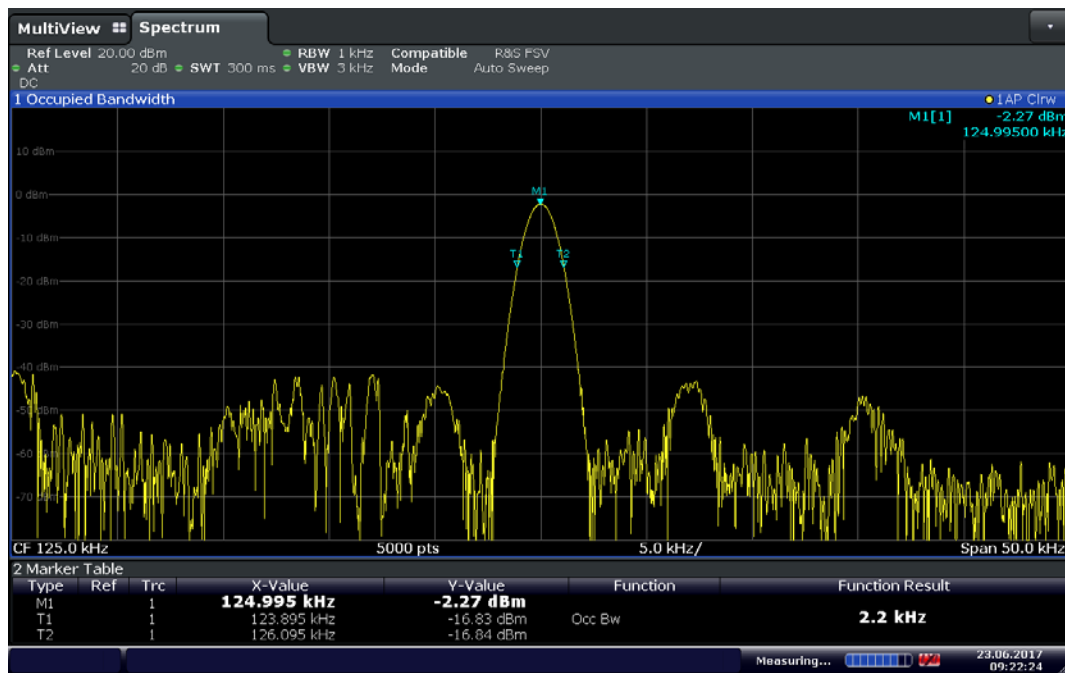 MultiView Spectrum
Ref Level 20.00 dBm RBW 1 kHz Compatible R&S FSV
Att 20 dB SWT 300 ms VBW 3 kHz Mode Auto Sweep
DC
1 Occupied Bandwidth 1AP Clrw
M1[1] -2.27 dBm
124.99500 kHz
10 dBm
0 dBm
M1
-10 dBm
T1 T2
-20 dBm
-30 dBm
-40 dBm
-50 dBm
-60 dBm
-70 dBm
CF 125.0 kHz 5000 pts 5.0 kHz/ Span 50.0 kHz
2 Marker Table
Type Ref Trc X-Value Y-Value Function Function Result
M1 1 124.995 kHz -2.27 dBm
T1 1 123.895 kHz -16.83 dBm Occ Bw 2.2 kHz
T2 1 126.095 kHz -16.84 dBm
Measuring... 23.06.2017
09:22:24